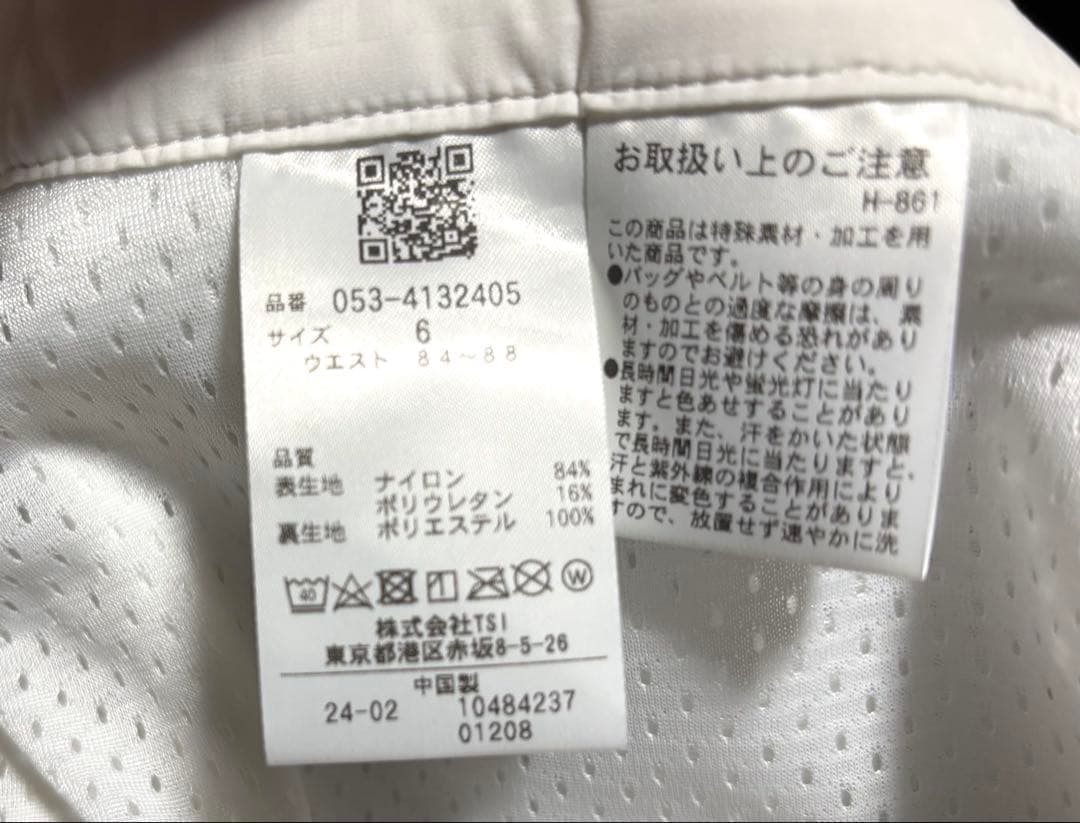 品番 053-4132405
サイズ 6
ウエスト 84～88
品質
表生地 ナイロン 84%
ポリウレタン 16%
裏生地 ポリエステル 100%
40
W
株式会社TSI
東京都港区赤坂8-5-26
中国製
24-02 10484237
01208
お取扱い上のご注意
H-861
この商品は特殊素材・加工を用
いた商品です。
●バッグやベルト等の身の周り
のものとの過度な摩擦は、素
材・加工を傷める恐れがあり
ますのでお避けください。
●長時間日光や蛍光灯に当たり
ますと色あせすることがあり
ます。また、汗をかいた状態
で長時間日光に当たりますと、
汗と紫外線の複合作用により
まれに変色することがありま
すので、放置せず速やかに洗